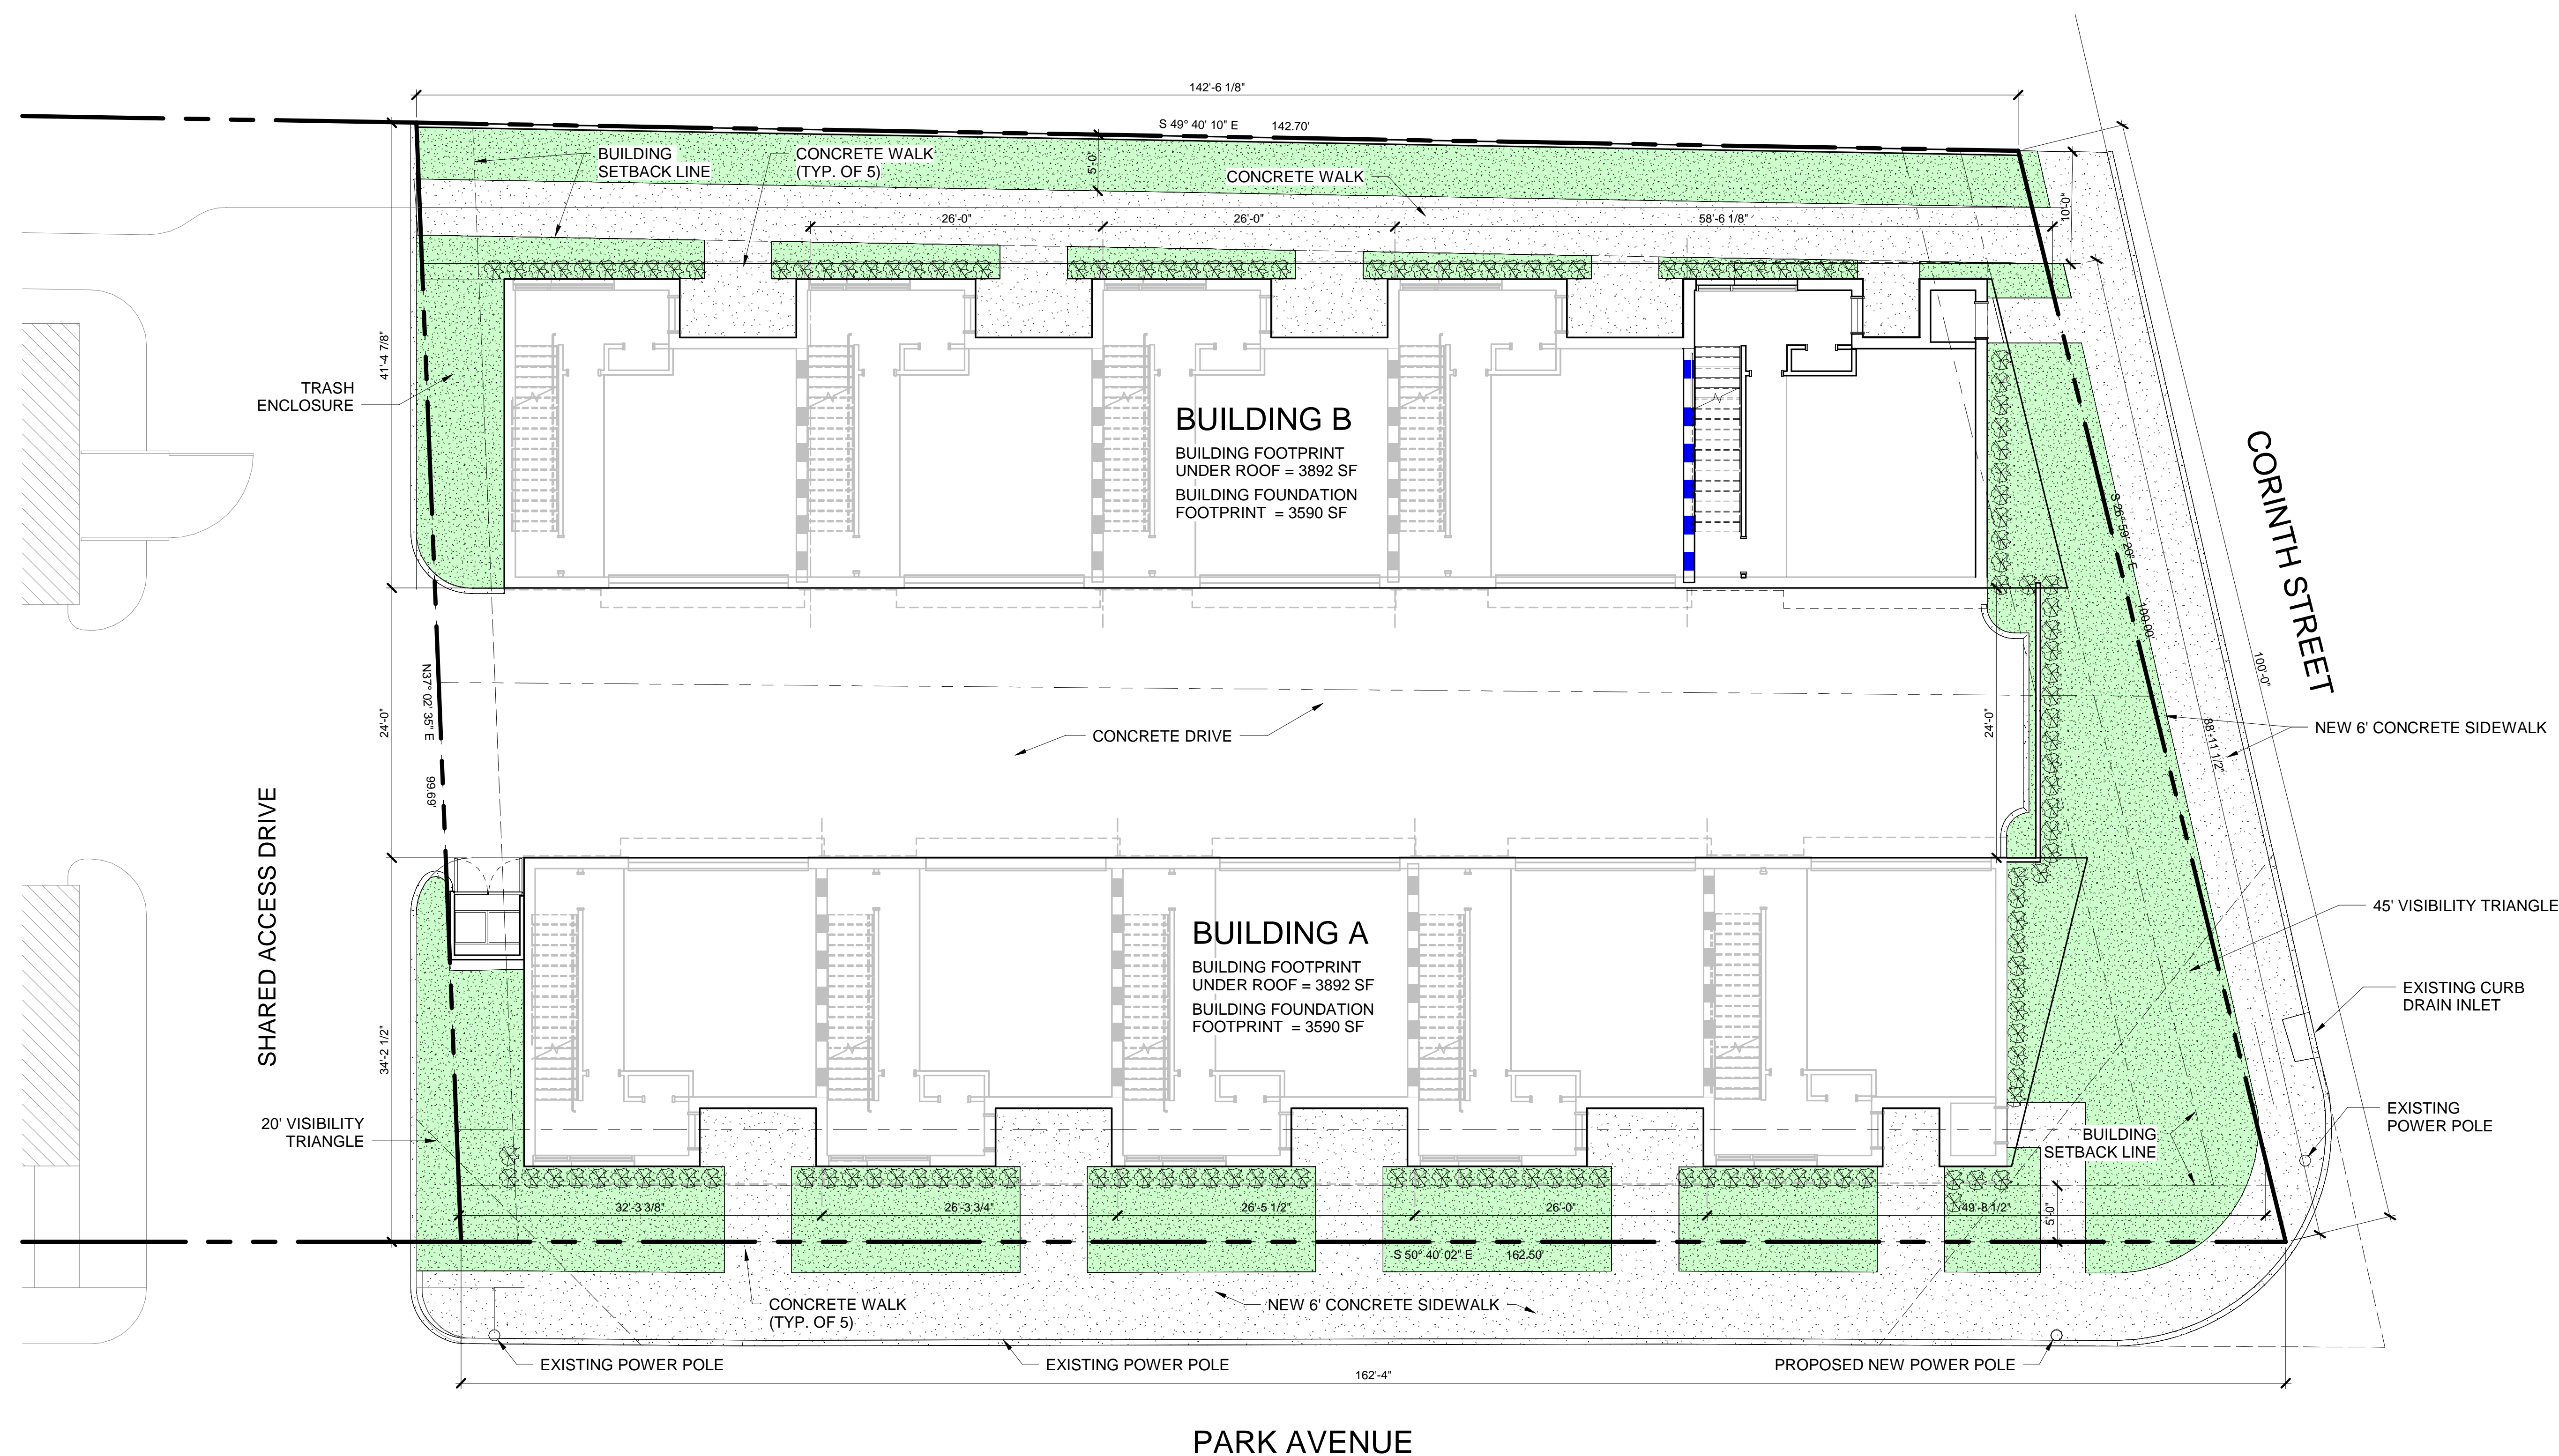 142'-6 1/8"
S 49° 40' 10" E 142.70'
BUILDING
SETBACK LINE
CONCRETE WALK
(TYP. OF 5)
5'-0"
CONCRETE WALK
10'-0"
26'-0"
26'-0"
58'-6 1/8"
41'-4 7/8"
TRASH
ENCLOSURE
BUILDING B
BUILDING FOOTPRINT
UNDER ROOF = 3892 SF
BUILDING FOUNDATION
FOOTPRINT = 3590 SF
CORINTH STREET
S 26° 59' 20" E
100.00'
100'-0"
88'-11 1/2"
NEW 6' CONCRETE SIDEWALK
N37° 02' 35" E
99.69'
24'-0"
CONCRETE DRIVE
24'-0"
SHARED ACCESS DRIVE
45' VISIBILITY TRIANGLE
BUILDING A
BUILDING FOOTPRINT
UNDER ROOF = 3892 SF
BUILDING FOUNDATION
FOOTPRINT = 3590 SF
EXISTING CURB
DRAIN INLET
34'-2 1/2"
20' VISIBILITY
TRIANGLE
EXISTING
POWER POLE
BUILDING
SETBACK LINE
32'-3 3/8"
26'-3 3/4"
26'-5 1/2"
26'-0"
49'-8 1/2"
5'-0"
S 50° 40' 02" E 162.50'
CONCRETE WALK
(TYP. OF 5)
NEW 6' CONCRETE SIDEWALK
EXISTING POWER POLE
EXISTING POWER POLE
PROPOSED NEW POWER POLE
162'-4"
PARK AVENUE